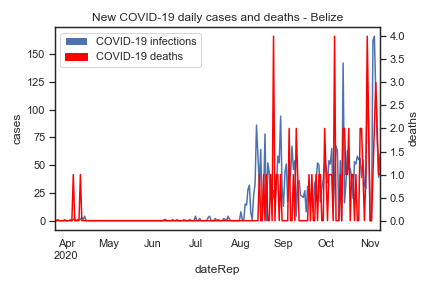 New COVID-19 daily cases and deaths - Belize
COVID-19 infections
COVID-19 deaths
cases
150
125
100
75
50
25
0
deaths
4.0
3.5
3.0
2.5
2.0
1.5
1.0
0.5
0.0
Apr May Jun Jul Aug Sep Oct Nov
2020
dateRep